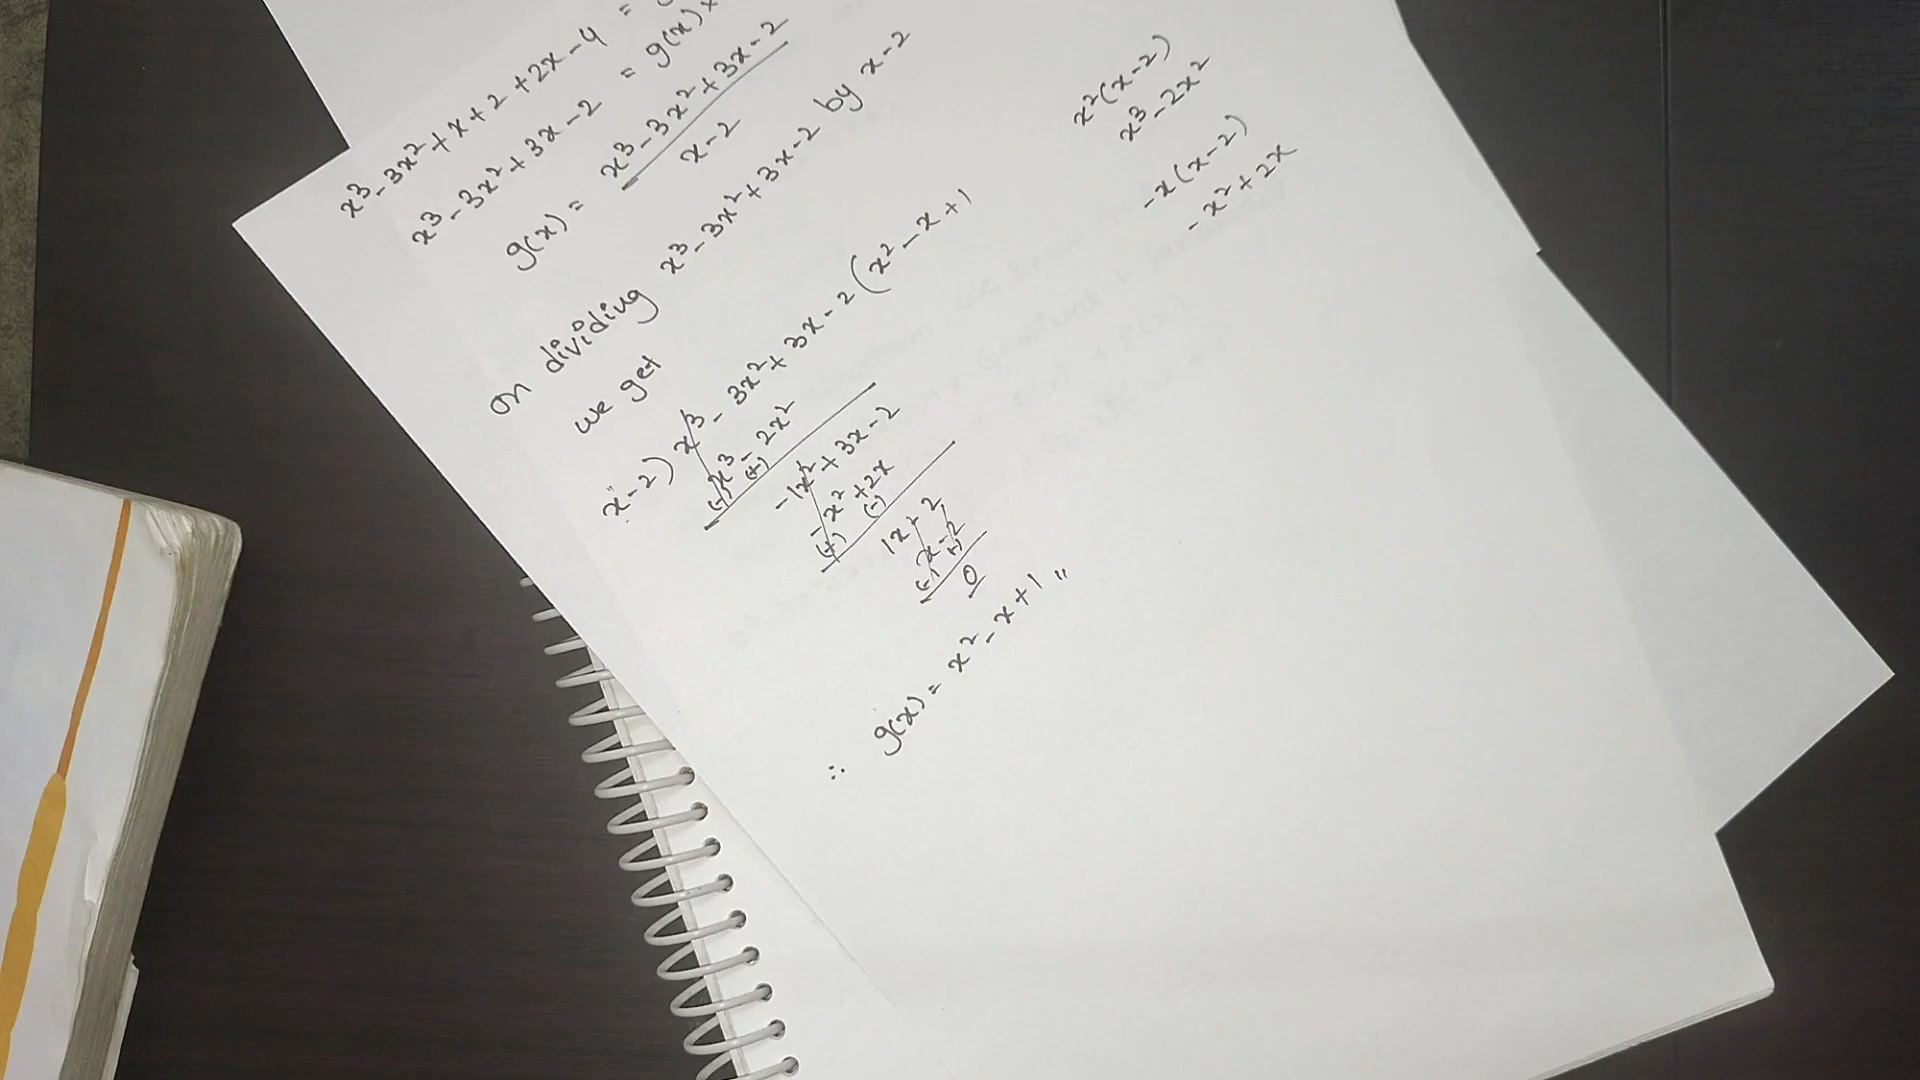 x³ - 3x² + x + 2 + 2x - 4 =
x³ - 3x² + 3x - 2 = g(x) x
g(x) = x³ - 3x² + 3x - 2
x - 2
on dividing x³ - 3x² + 3x - 2 by x - 2
we get
x - 2) x³ - 3x² + 3x - 2 (x² - x + 1
x³ - 2x²
(-) (+)
- 1x² + 3x - 2
- x² + 2x
(+) (-)
1x + 2
x - 2
(-) (+)
0
∴ g(x) = x² - x + 1 "
x²(x - 2)
x³ - 2x²
- x(x - 2)
- x² + 2x